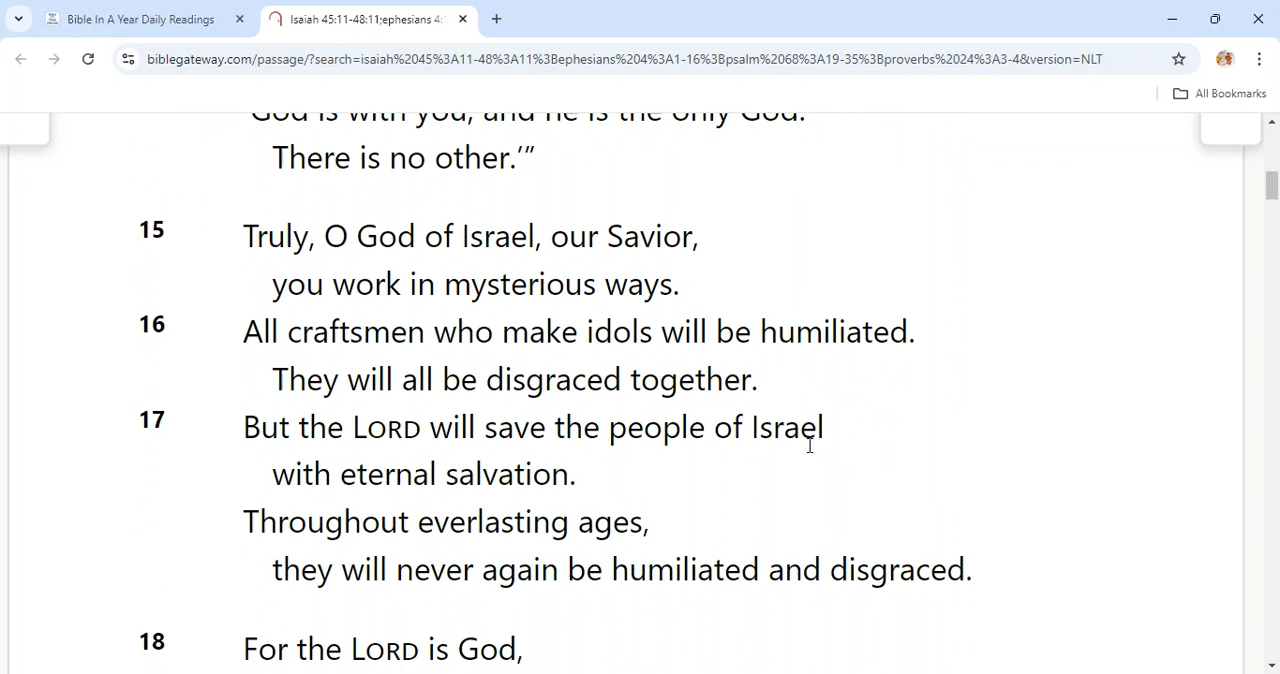 Bible In A Year Daily Readings
Isaiah 45:11-48:11;ephesians 4:
biblegateway.com/passage/?search=isaiah%2045%3A11-48%3A11%3Bephesians%204%3A1-16%3Bpsalm%2068%3A19-35%3Bproverbs%2024%3A3-4&version=NLT
All Bookmarks
'God is with you, and he is the only God.
There is no other.'”
15 Truly, O God of Israel, our Savior,
you work in mysterious ways.
16 All craftsmen who make idols will be humiliated.
They will all be disgraced together.
17 But the LORD will save the people of Israel
with eternal salvation.
Throughout everlasting ages,
they will never again be humiliated and disgraced.
18 For the LORD is God,